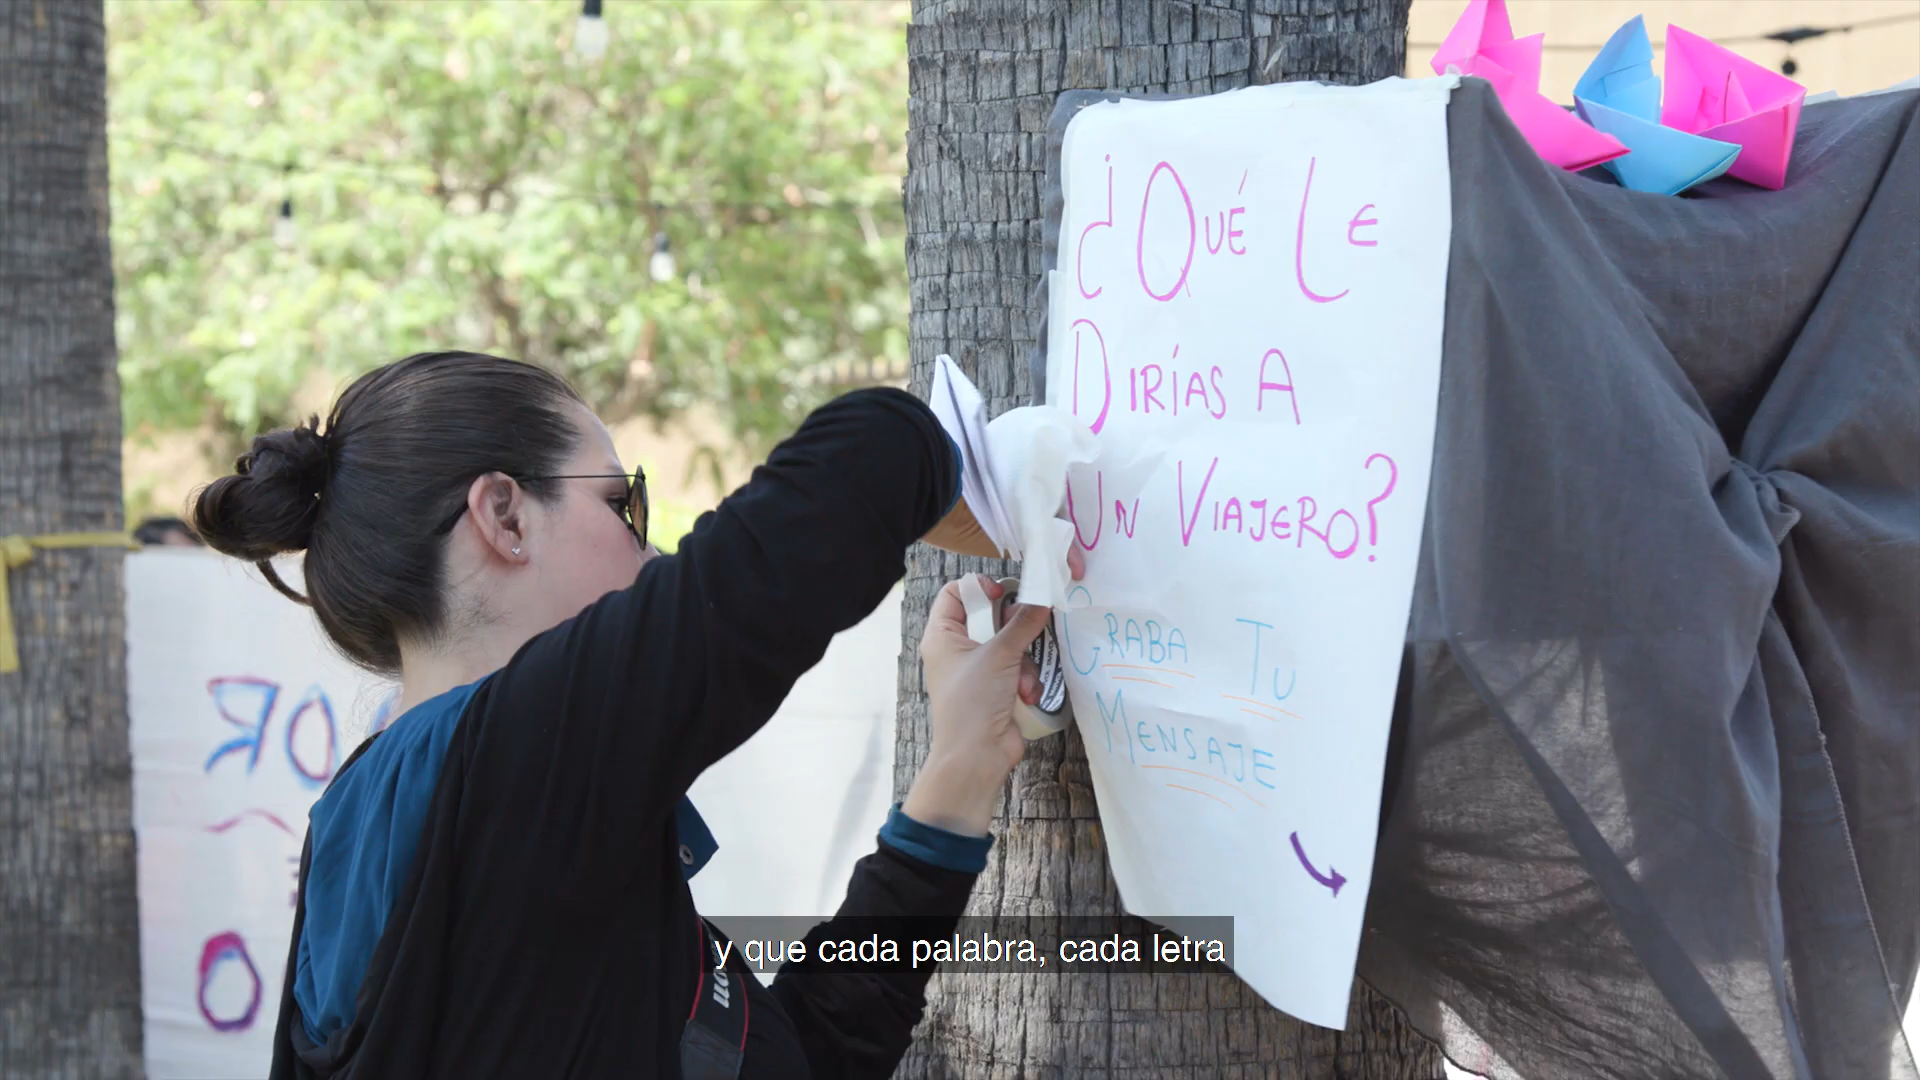 ¿QUÉ LE
DIRÍAS A
UN VIAJERO?
GRABA TU
MENSAJE
y que cada palabra, cada letra